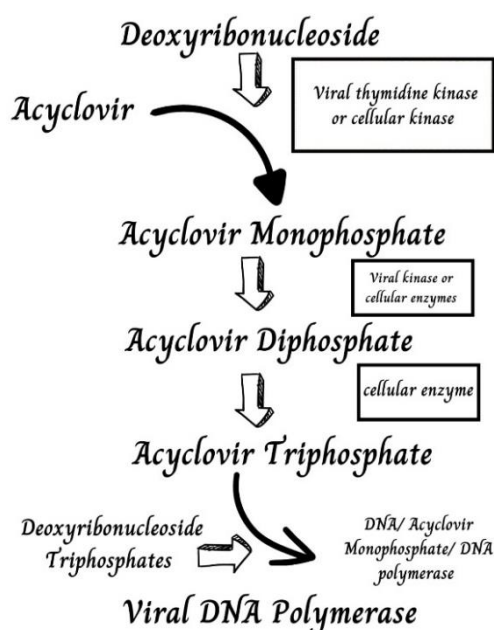 Deoxyribonucleoside
Viral thymidine kinase
or cellular kinase
Acyclovir
Acyclovir Monophosphate
Viral kinase or
cellular enzymes
Acyclovir Diphosphate
cellular enzyme
Acyclovir Triphosphate
Deoxyribonucleoside
Triphosphates
DNA/ Acyclovir
Monophosphate/ DNA
polymerase
Viral DNA Polymerase